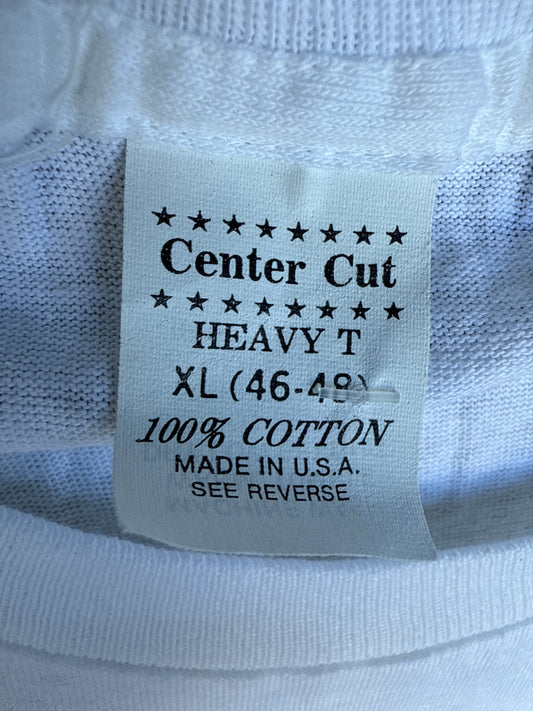 ★ ★ ★ ★ ★ ★ ★ ★
Center Cut
★ ★ ★ ★ ★ ★ ★ ★
HEAVY T
XL (46-48)
100% COTTON
MADE IN U.S.A.
SEE REVERSE